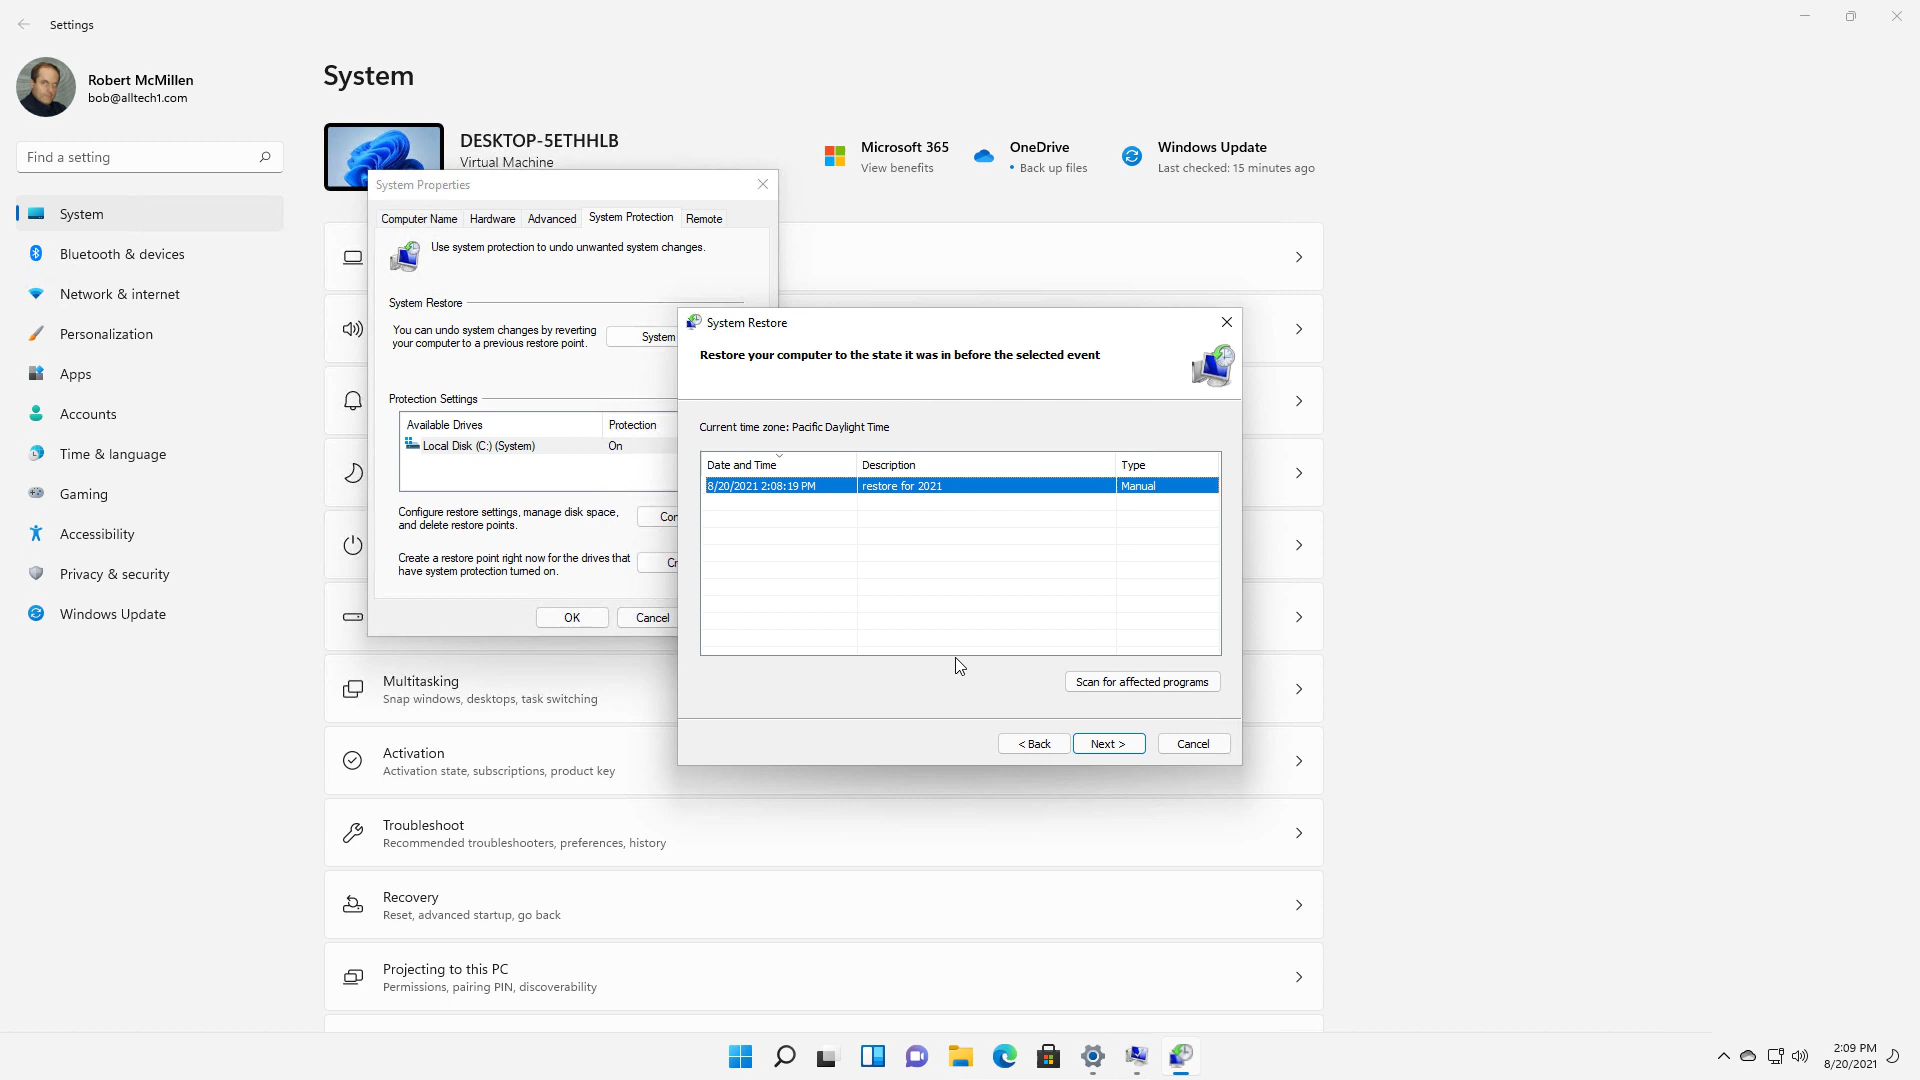 Settings
Robert McMillen
bob@alltech1.com
Find a setting
System
Bluetooth & devices
Network & internet
Personalization
Apps
Accounts
Time & language
Gaming
Accessibility
Privacy & security
Windows Update
System
DESKTOP-5ETHHLB
Virtual Machine
Microsoft 365
View benefits
OneDrive
• Back up files
Windows Update
Last checked: 15 minutes ago
System Properties
Computer Name
Hardware
Advanced
System Protection
Remote
Use system protection to undo unwanted system changes.
System Restore
You can undo system changes by reverting
your computer to a previous restore point.
System
Protection Settings
Available Drives
Protection
Local Disk (C:) (System)
On
Configure restore settings, manage disk space,
and delete restore points.
Con
Create a restore point right now for the drives that
have system protection turned on.
Cr
OK
Cancel
System Restore
Restore your computer to the state it was in before the selected event
Current time zone: Pacific Daylight Time
Date and Time
Description
Type
8/20/2021 2:08:19 PM
restore for 2021
Manual
Scan for affected programs
< Back
Next >
Cancel
Multitasking
Snap windows, desktops, task switching
Activation
Activation state, subscriptions, product key
Troubleshoot
Recommended troubleshooters, preferences, history
Recovery
Reset, advanced startup, go back
Projecting to this PC
Permissions, pairing PIN, discoverability
2:09 PM
8/20/2021